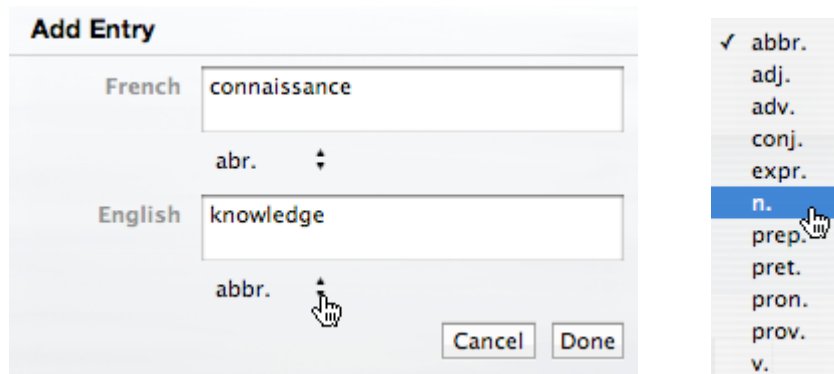 Add Entry
French connaissance
abr.
English knowledge
abbr.
Cancel Done
✓ abbr.
adj.
adv.
conj.
expr.
n.
prep.
pret.
pron.
prov.
v.